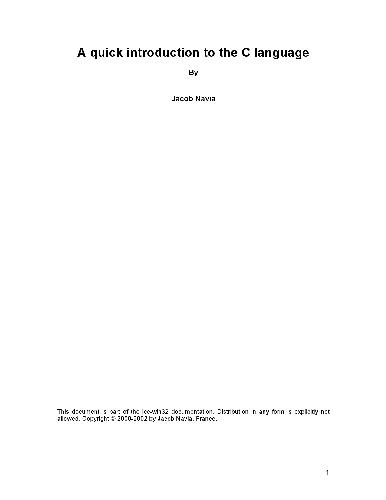 A quick introduction to the C language
By
Jacob Navia
This document is part of the lcc-win32 documentation. Distribution in any form is explicitly not
allowed. Copyright © 2000-2002 by Jacob Navia, France.
1